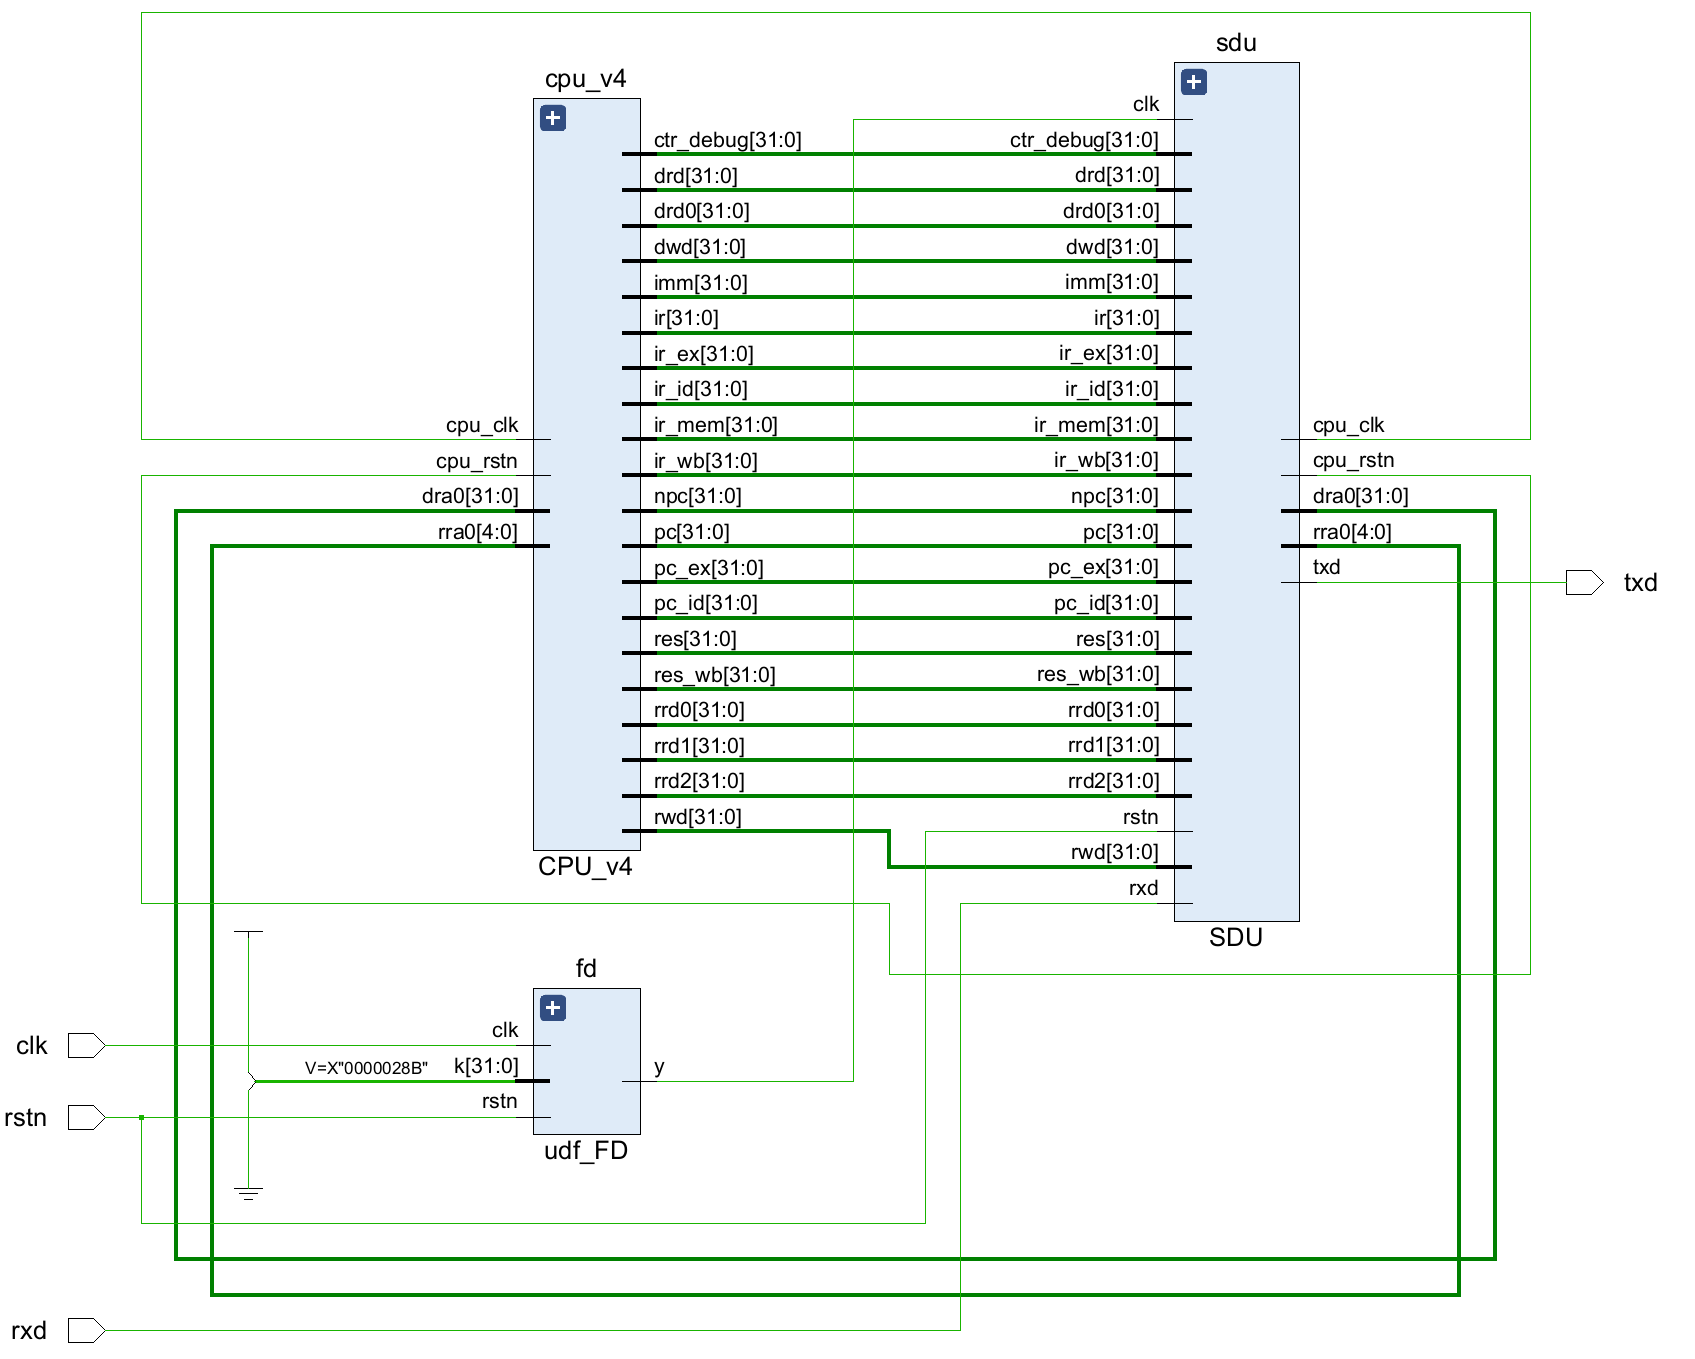 sdu
cpu_v4
clk
ctr_debug[31:0] ctr_debug[31:0]
drd[31:0] drd[31:0]
drd0[31:0] drd0[31:0]
dwd[31:0] dwd[31:0]
imm[31:0] imm[31:0]
ir[31:0] ir[31:0]
ir_ex[31:0] ir_ex[31:0]
ir_id[31:0] ir_id[31:0]
cpu_clk ir_mem[31:0] ir_mem[31:0] cpu_clk
cpu_rstn ir_wb[31:0] ir_wb[31:0] cpu_rstn
dra0[31:0] npc[31:0] npc[31:0] dra0[31:0]
rra0[4:0] pc[31:0] pc[31:0] rra0[4:0]
pc_ex[31:0] pc_ex[31:0] txd txd
pc_id[31:0] pc_id[31:0]
res[31:0] res[31:0]
res_wb[31:0] res_wb[31:0]
rrd0[31:0] rrd0[31:0]
rrd1[31:0] rrd1[31:0]
rrd2[31:0] rrd2[31:0]
rwd[31:0] rstn
CPU_v4 rwd[31:0]
rxd
SDU
fd
clk clk
V=X"0000028B" k[31:0] y
rstn rstn
udf_FD
rxd